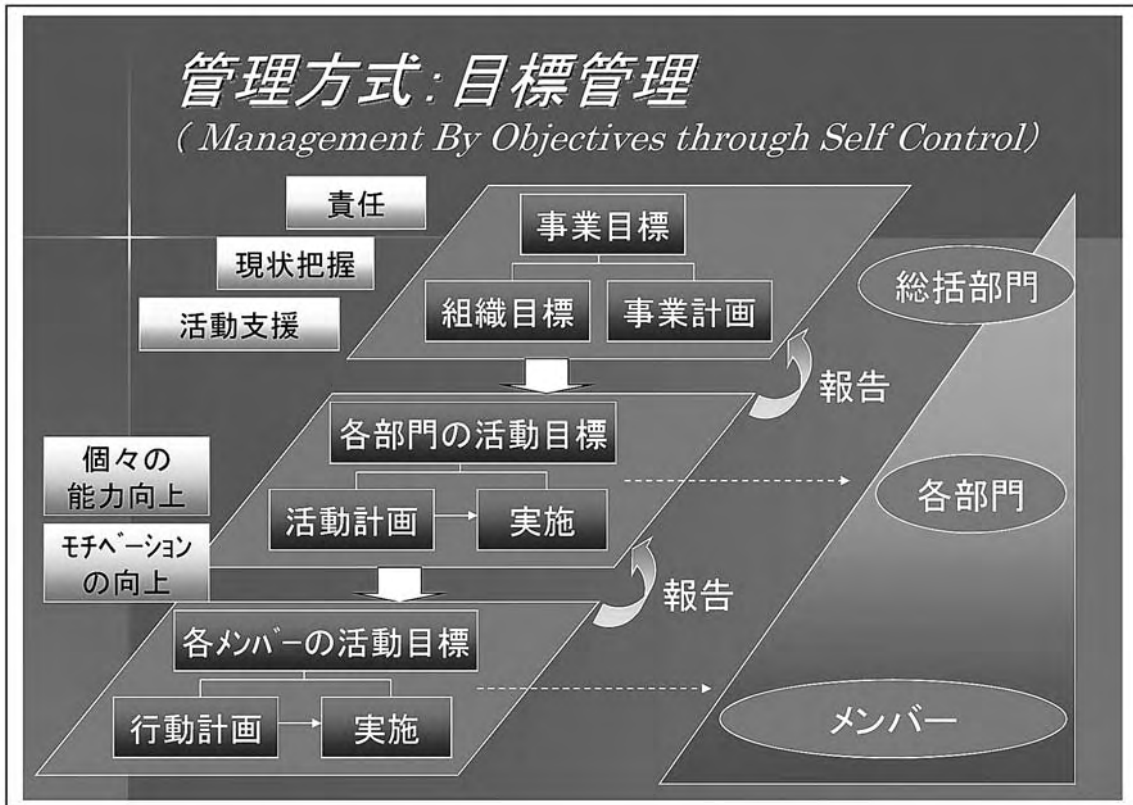 管理方式:目標管理
( Management By Objectives through Self Control)
責任
現状把握
活動支援
事業目標
組織目標
事業計画
総括部門
報告
各部門の活動目標
活動計画
実施
各部門
個々の
能力向上
モチベーション
の向上
報告
各メンバーの活動目標
行動計画
実施
メンバー